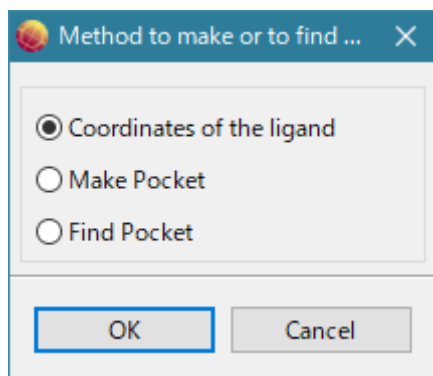 Method to make or to find ...
Coordinates of the ligand
Make Pocket
Find Pocket
OK
Cancel